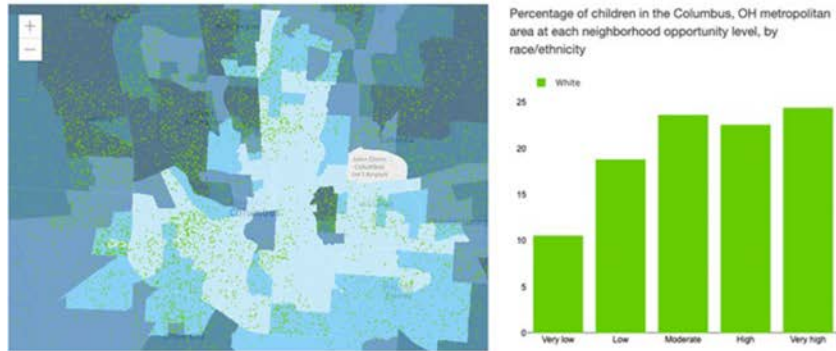 +
−
John Glenn
Columbus
Int'l Airport
Percentage of children in the Columbus, OH metropolitan
area at each neighborhood opportunity level, by
race/ethnicity
White
25
20
15
10
5
0
Very low
Low
Moderate
High
Very high